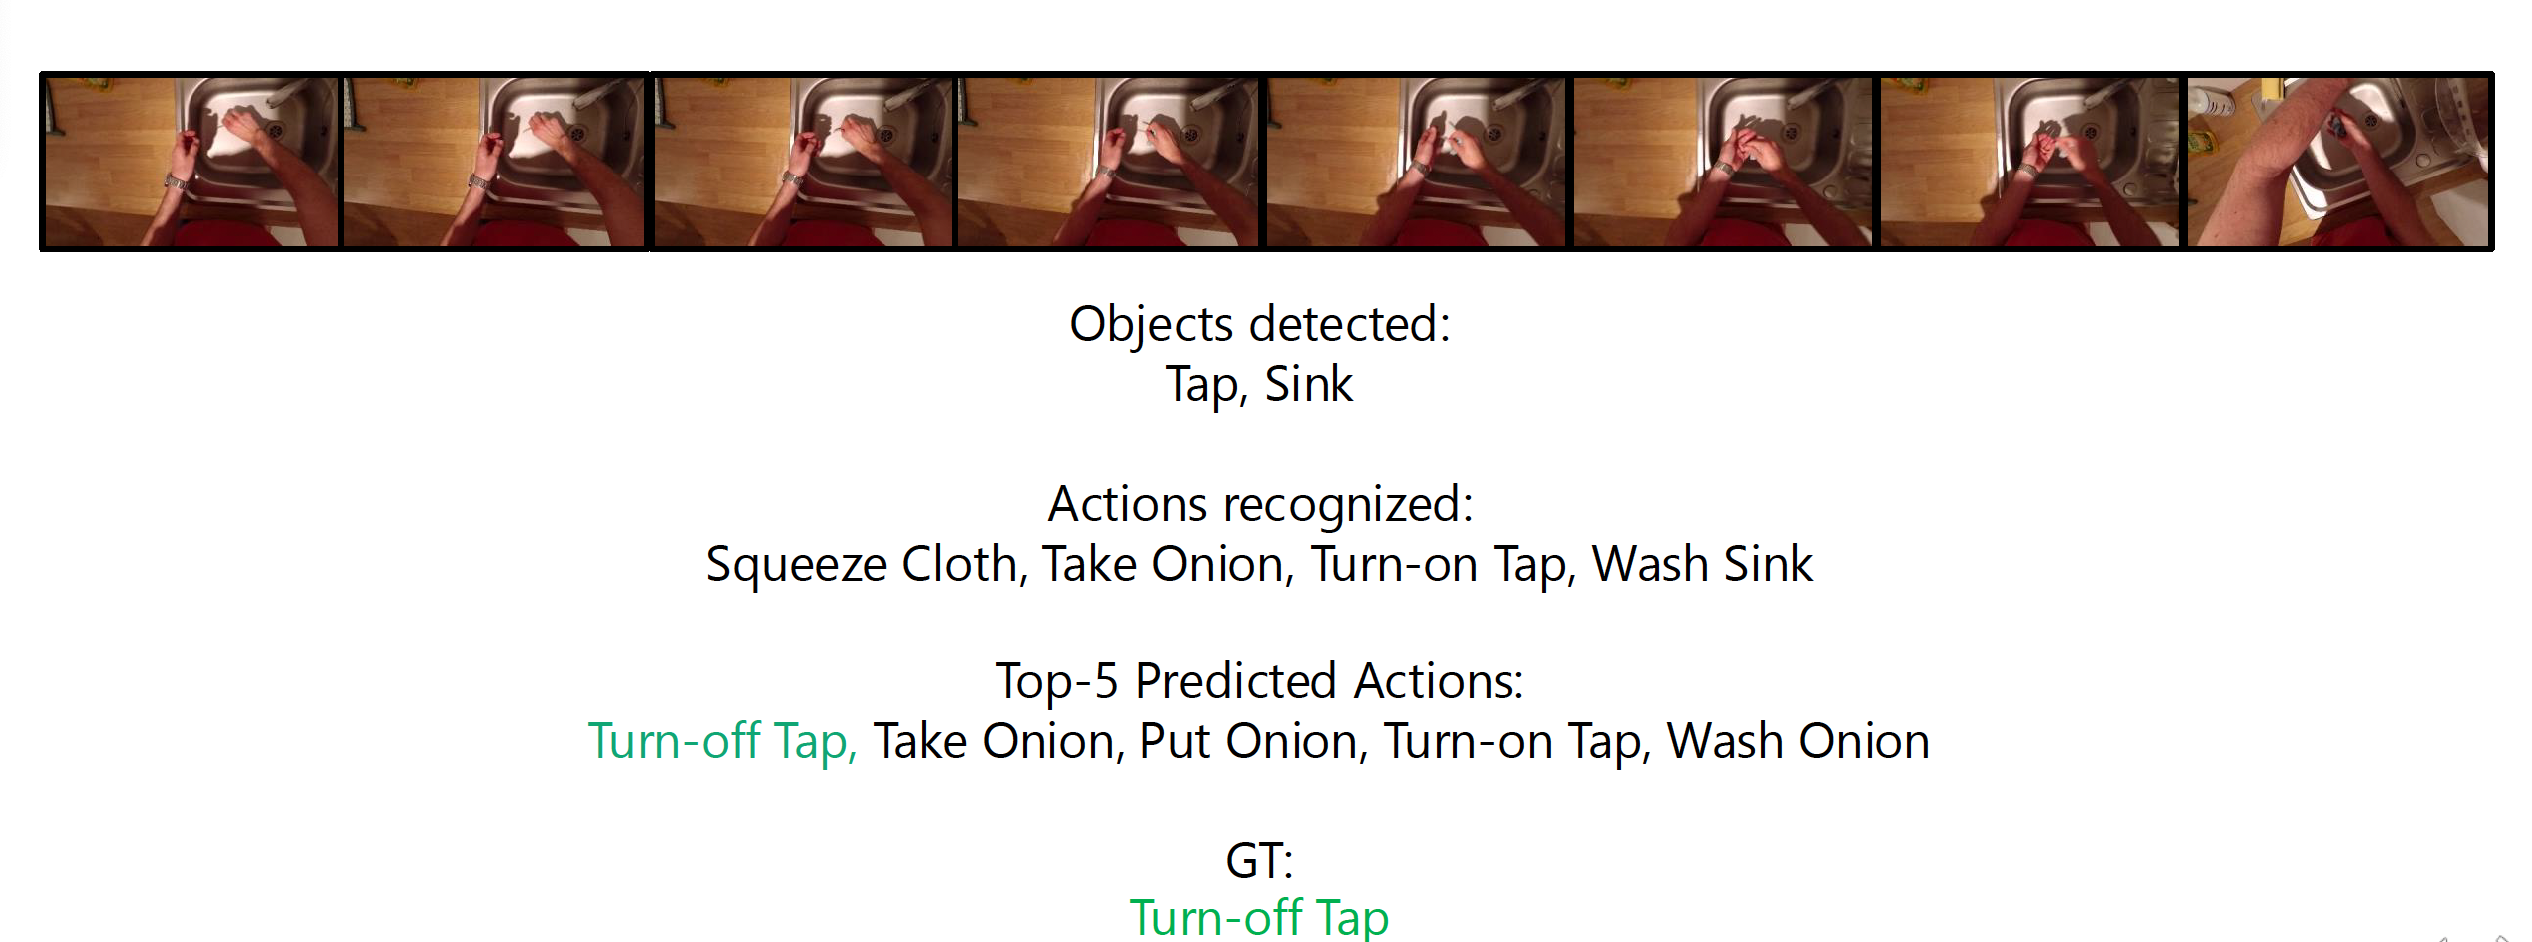 Objects detected:
Tap, Sink
Actions recognized:
Squeeze Cloth, Take Onion, Turn-on Tap, Wash Sink
Top-5 Predicted Actions:
Turn-off Tap, Take Onion, Put Onion, Turn-on Tap, Wash Onion
GT:
Turn-off Tap